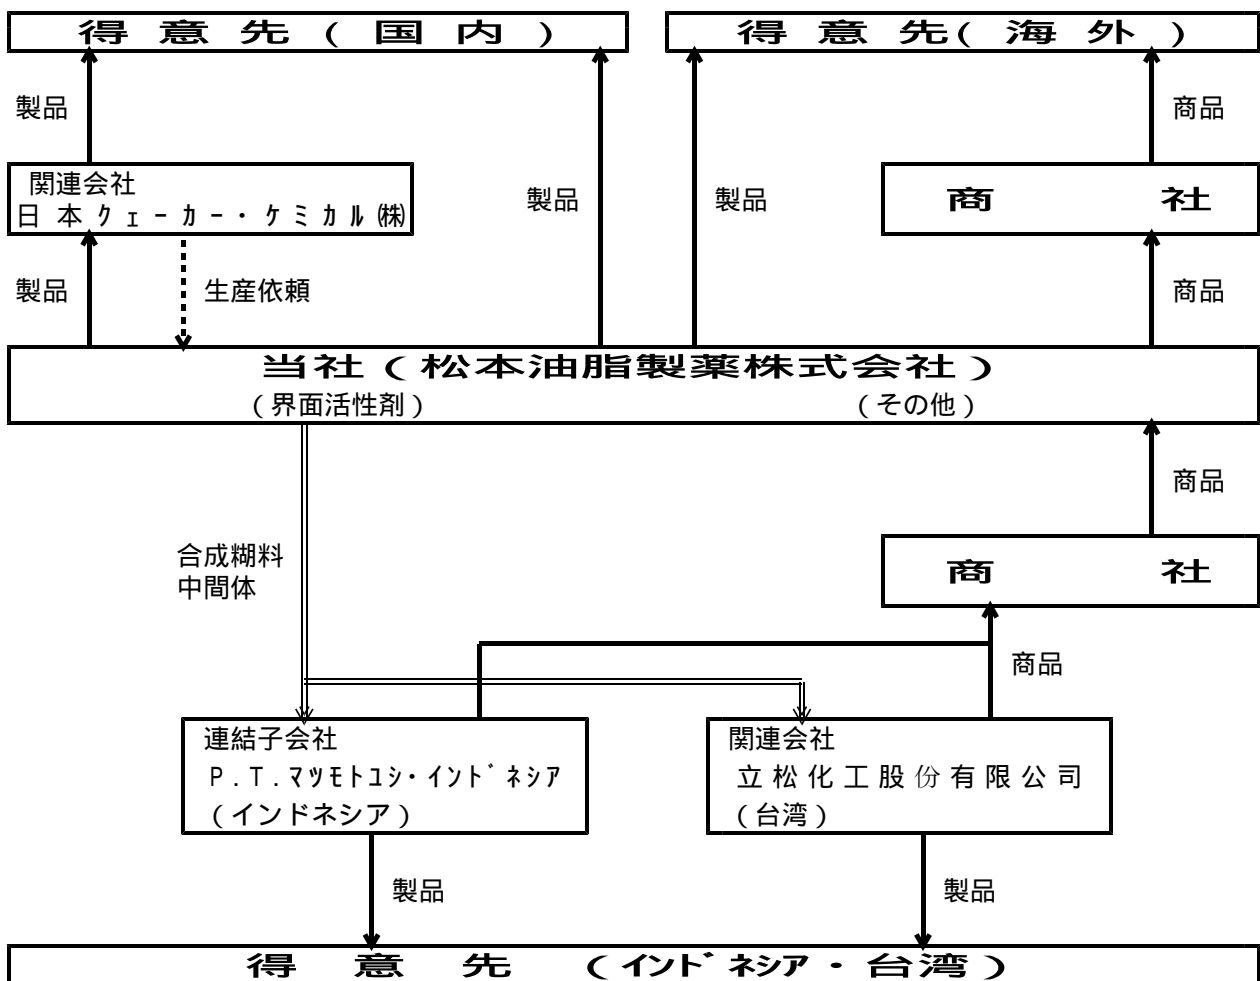 得意先(国内)
得意先(海外)
製品
商品
関連会社
日本クェーカー・ケミカル㈱
製品
製品
商社
製品
生産依頼
商品
当社(松本油脂製薬株式会社)
(界面活性剤)
(その他)
商品
合成糊料
中間体
商社
商品
連結子会社
P.T.マツモトユシ・インドネシア
(インドネシア)
関連会社
立松化工股份有限公司
(台湾)
製品
製品
得意先 (インドネシア・台湾)